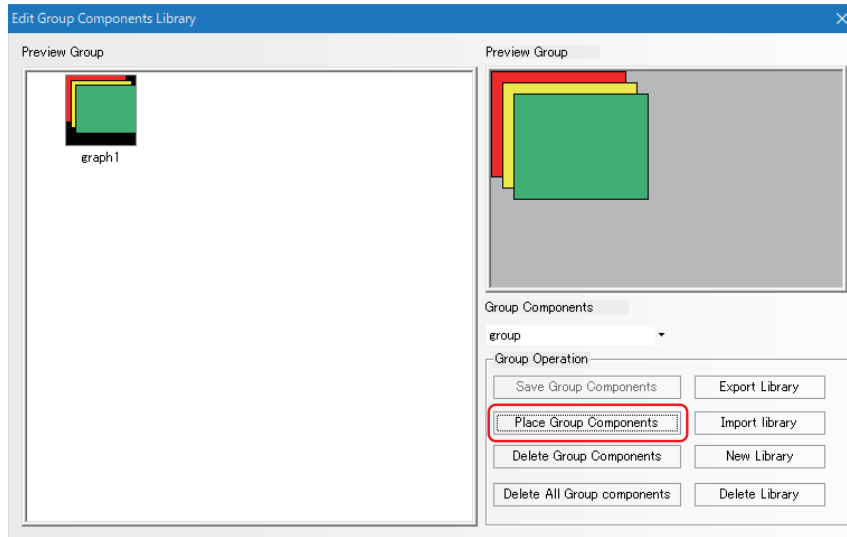 Edit Group Components Library
Preview Group
graph1
Preview Group
Group Components
group
Group Operation
Save Group Components
Export Library
Place Group Components
Import library
Delete Group Components
New Library
Delete All Group components
Delete Library